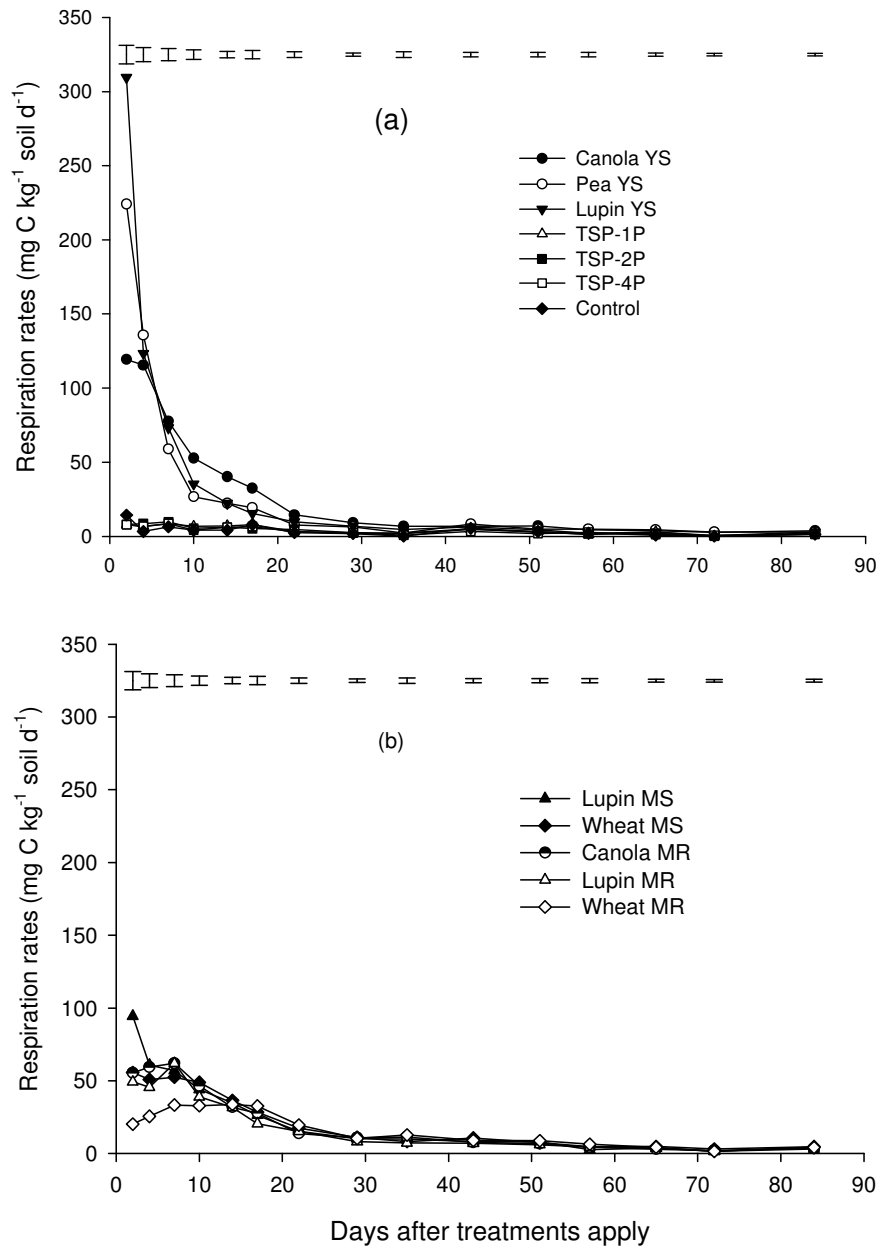 350
300
250
200
150
100
50
0
Respiration rates (mg C kg⁻¹ soil d⁻¹)
(a)
Canola YS
Pea YS
Lupin YS
TSP-1P
TSP-2P
TSP-4P
Control
0 10 20 30 40 50 60 70 80 90
350
300
250
200
150
100
50
0
Respiration rates (mg C kg⁻¹ soil d⁻¹)
(b)
Lupin MS
Wheat MS
Canola MR
Lupin MR
Wheat MR
0 10 20 30 40 50 60 70 80 90
Days after treatments apply